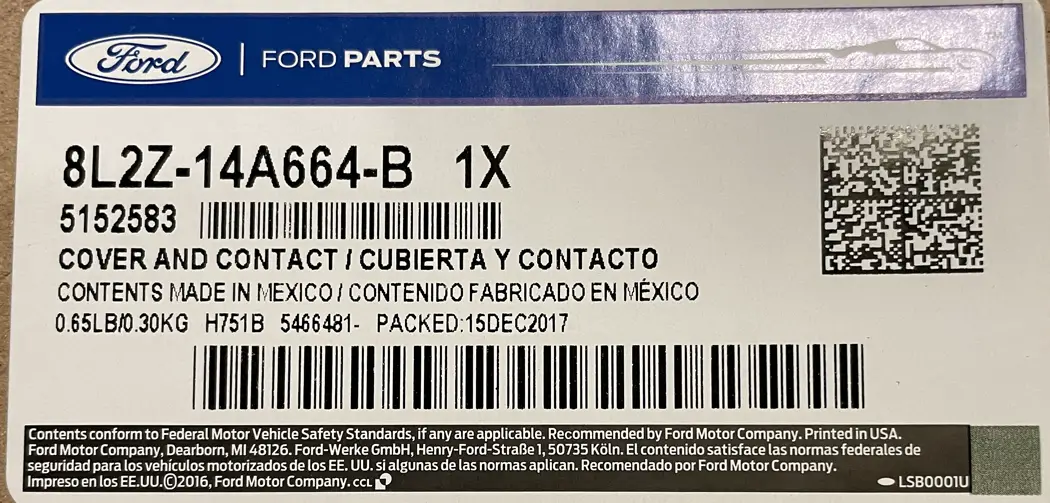 Ford | FORD PARTS
8L2Z-14A664-B 1X
5152583
COVER AND CONTACT / CUBIERTA Y CONTACTO
CONTENTS MADE IN MEXICO / CONTENIDO FABRICADO EN MÉXICO
0.65LB/0.30KG H751B 5466481- PACKED:15DEC2017
Contents conform to Federal Motor Vehicle Safety Standards, if any are applicable. Recommended by Ford Motor Company. Printed in USA.
Ford Motor Company, Dearborn, MI 48126. Ford-Werke GmbH, Henry-Ford-Straße 1, 50735 Köln. El contenido satisface las normas federales de
seguridad para los vehículos motorizados de los EE. UU. si algunas de las normas aplican. Recomendado por Ford Motor Company.
Impreso en los EE.UU.©2016, Ford Motor Company. CCL
LSB0001U